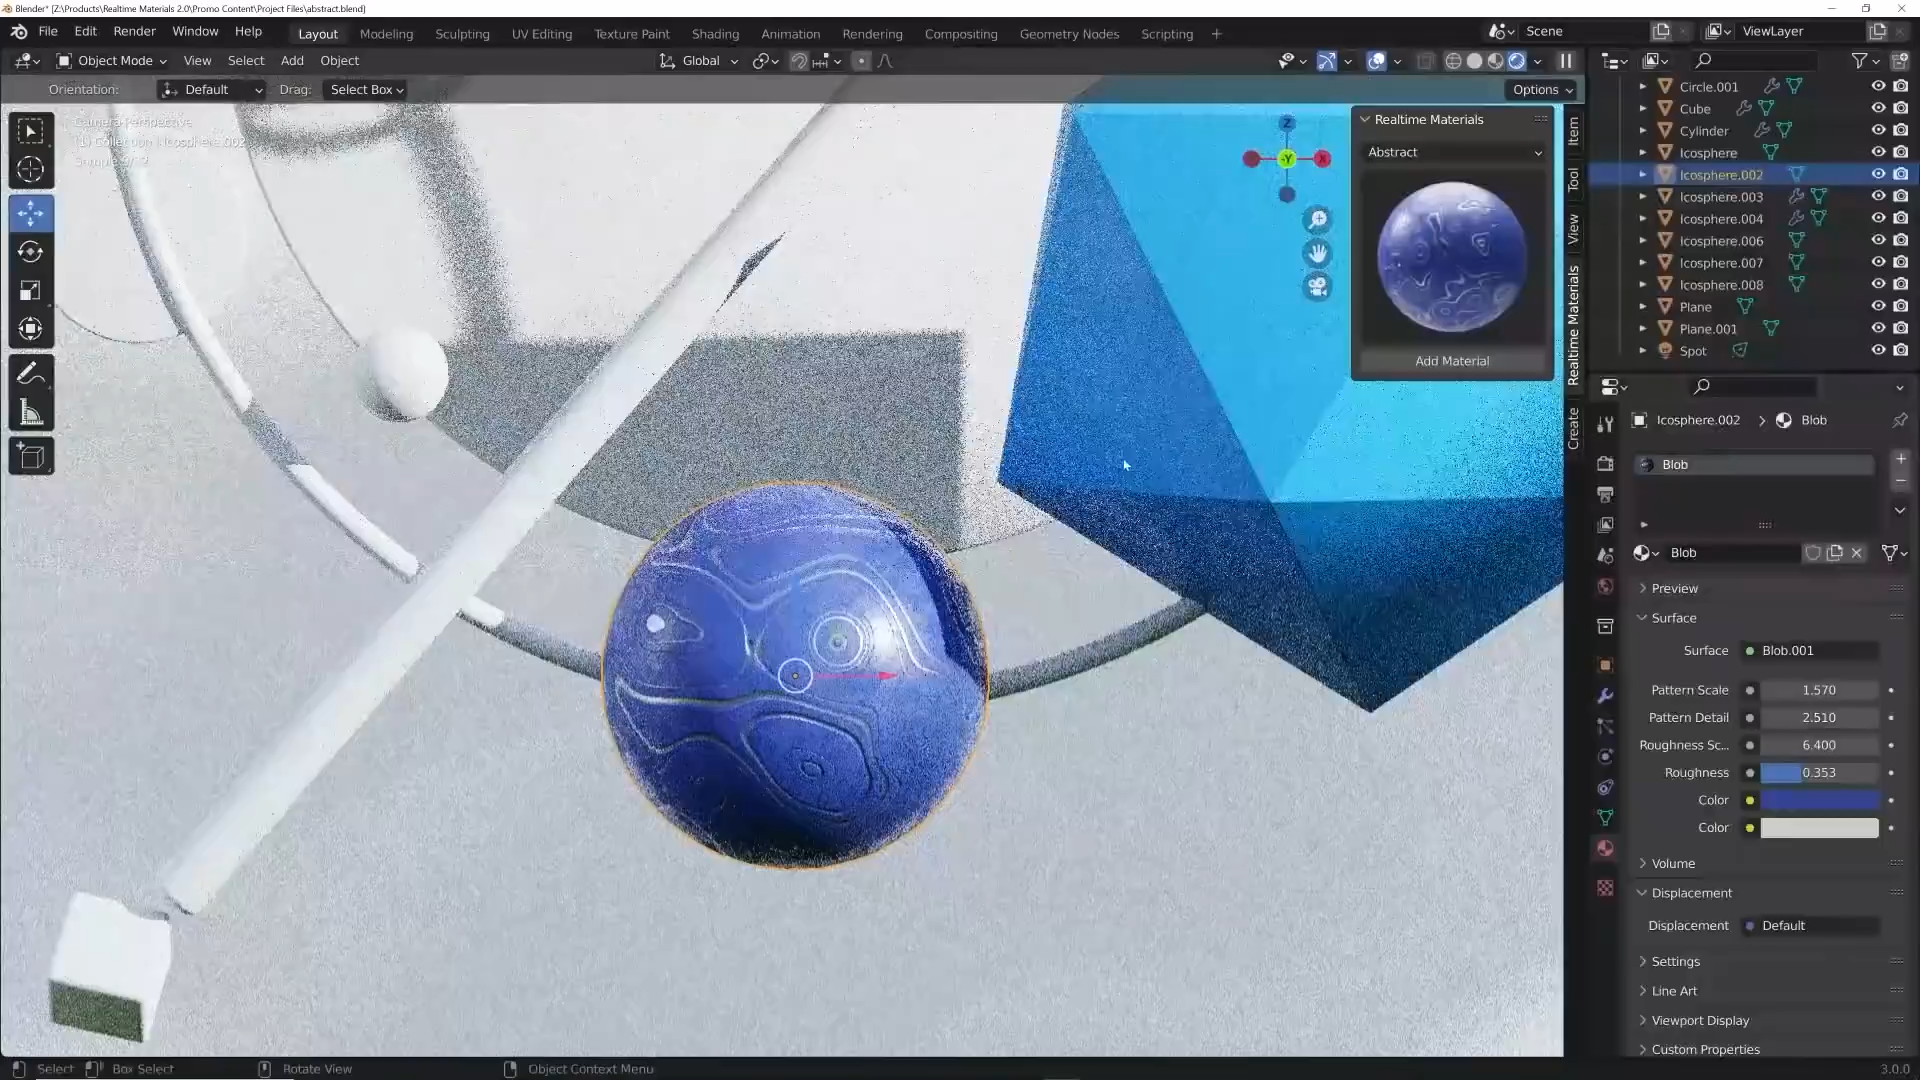 Blender* [Z:\Products\Realtime Materials 2.0\Promo Content\Project Files\abstract.blend]
File Edit Render Window Help Layout Modeling Sculpting UV Editing Texture Paint Shading Animation Rendering Compositing Geometry Nodes Scripting + Scene ViewLayer
Object Mode View Select Add Object Global
Orientation: Default Drag: Select Box Options
Camera Perspective
(1) Collection | Icosphere.002
Realtime Materials
Abstract
Add Material
Z
-Y
X
Item
Tool
View
Realtime Materials
Create
Circle.001
Cube
Cylinder
Icosphere
Icosphere.002
Icosphere.003
Icosphere.004
Icosphere.006
Icosphere.007
Icosphere.008
Plane
Plane.001
Spot
Icosphere.002 > Blob
Blob
Blob
Preview
Surface
Surface Blob.001
Pattern Scale 1.570
Pattern Detail 2.510
Roughness Sc... 6.400
Roughness 0.353
Color
Color
Volume
Displacement
Displacement Default
Settings
Line Art
Viewport Display
Custom Properties
Select Box Select Rotate View Object Context Menu 3.0.0